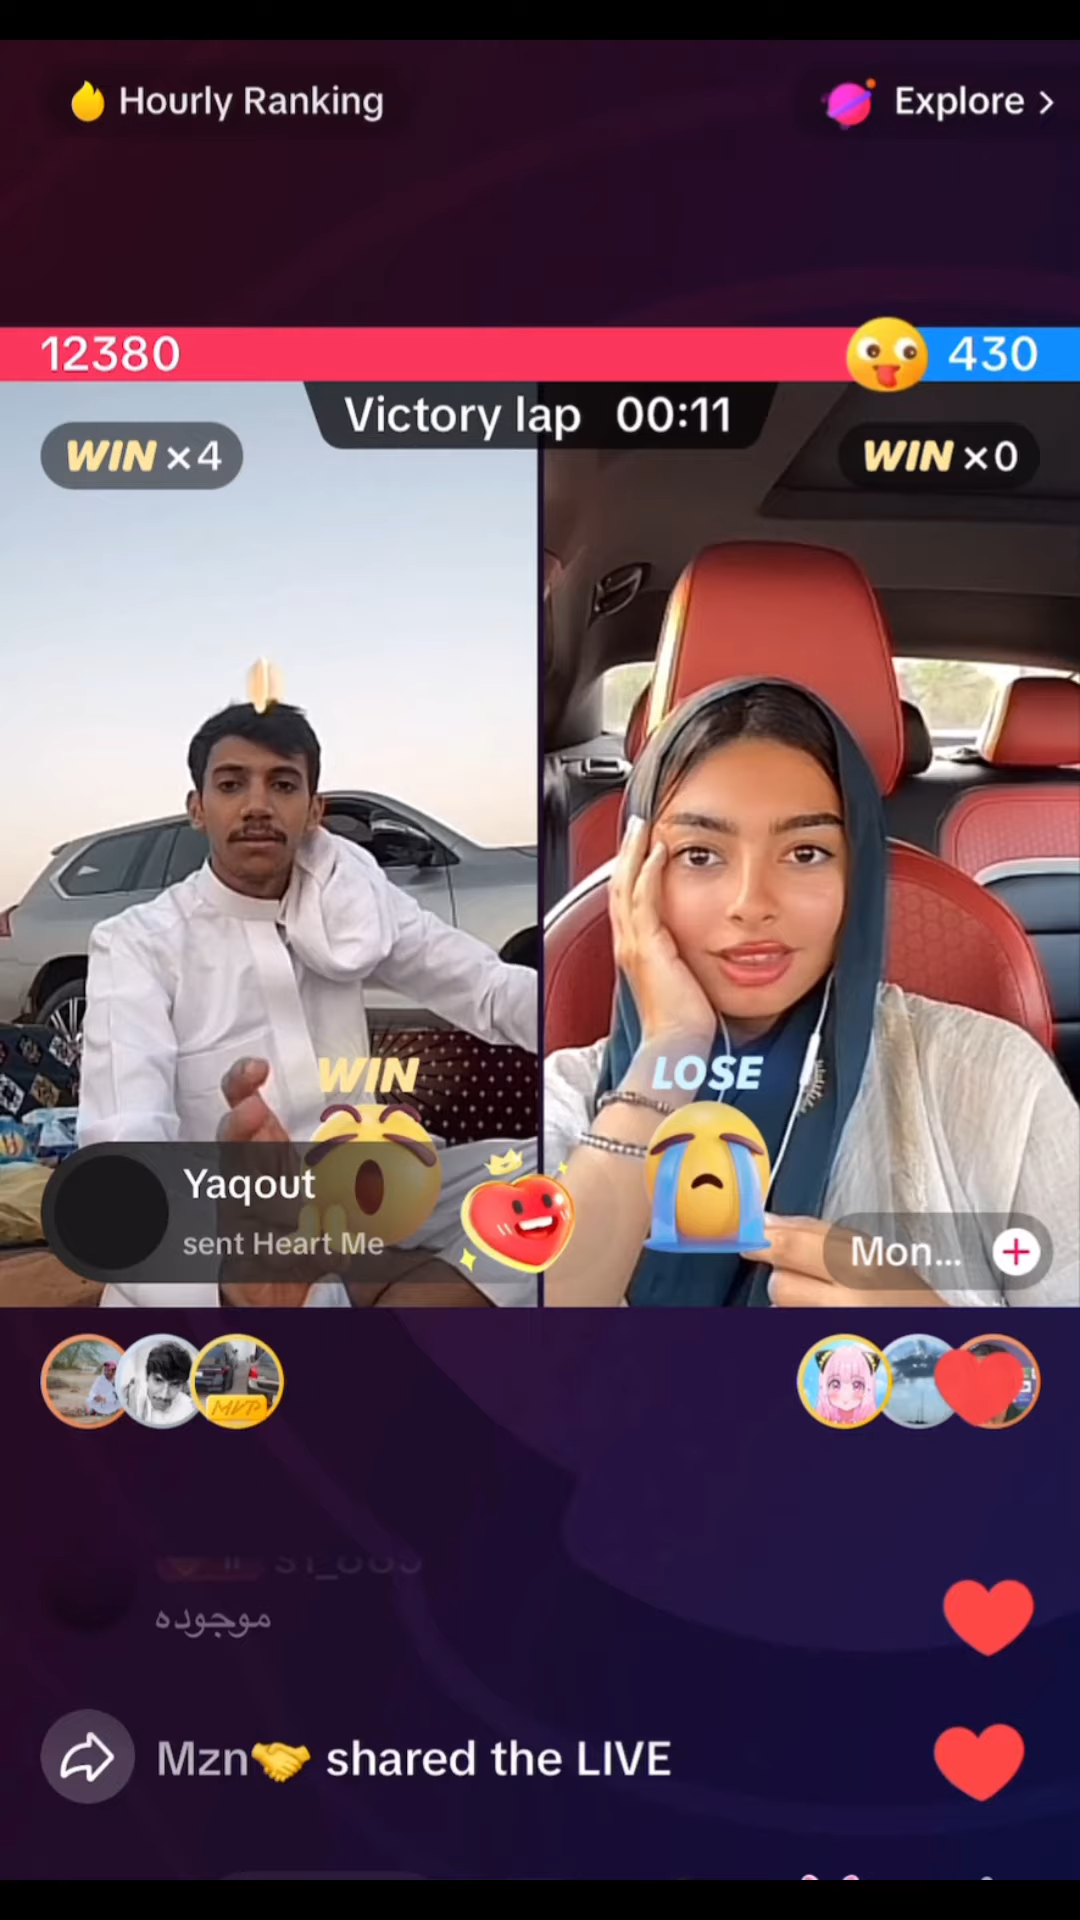 Hourly Ranking
Explore >
12380
430
Victory lap 00:11
WIN ×4
WIN ×0
WIN
LOSE
Yaqout
sent Heart Me
Mon...
MVP
موجوده
Mzn🤝 shared the LIVE